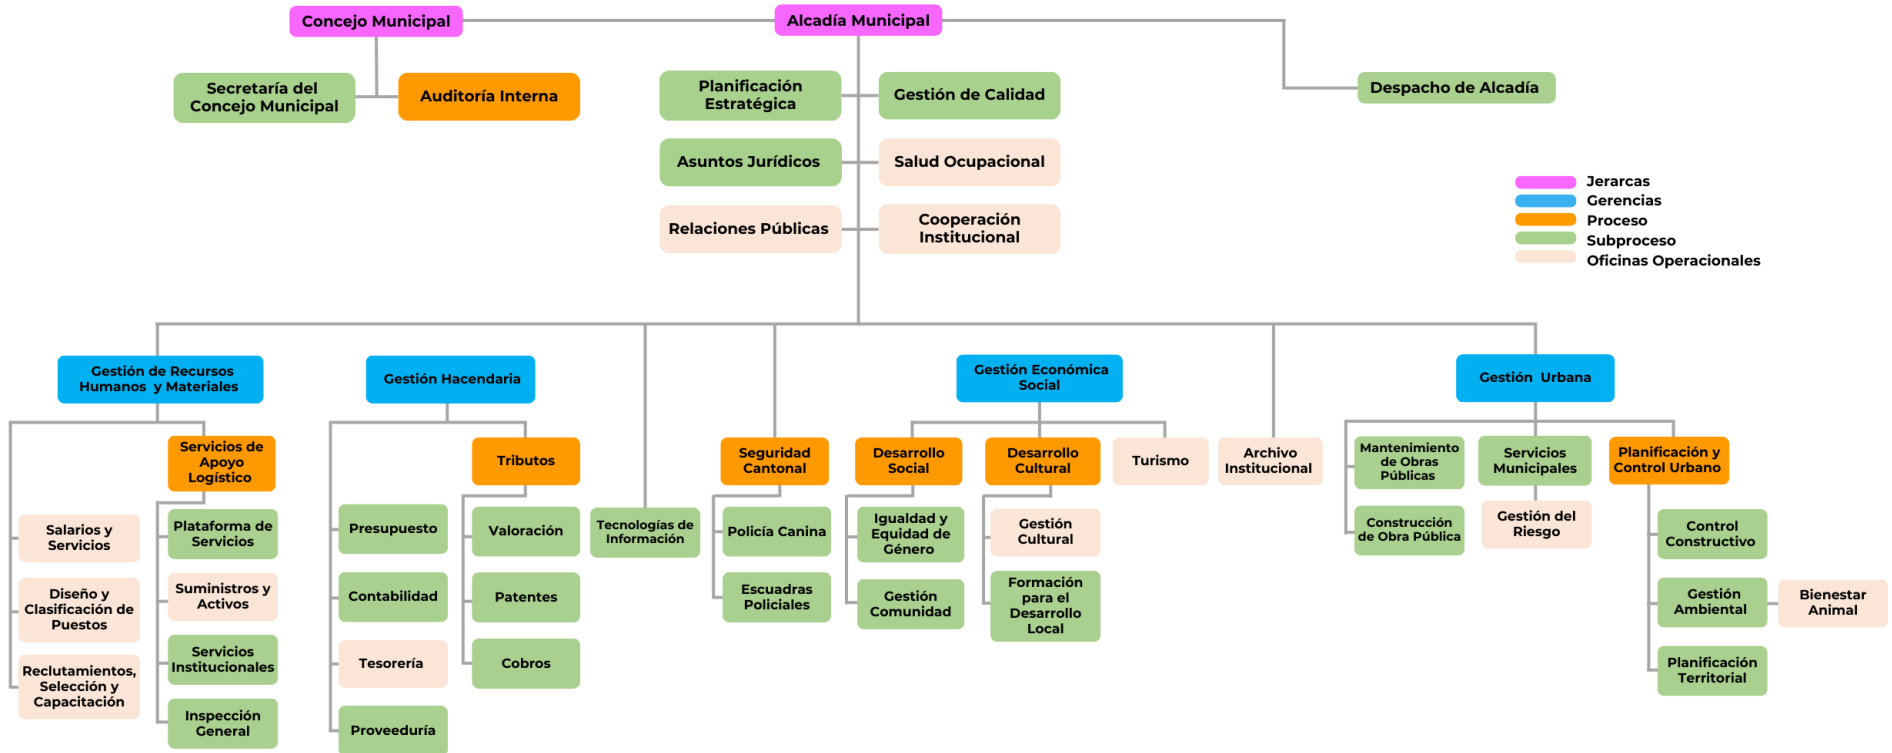 Concejo Municipal
Alcadía Municipal
Secretaría del
Concejo Municipal
Auditoría Interna
Planificación
Estratégica
Gestión de Calidad
Despacho de Alcadía
Asuntos Jurídicos
Salud Ocupacional
Relaciones Públicas
Cooperación
Institucional
Jerarcas
Gerencias
Proceso
Subproceso
Oficinas Operacionales
Gestión de Recursos
Humanos y Materiales
Gestión Hacendaria
Gestión Económica
Social
Gestión Urbana
Servicios de
Apoyo
Logístico
Salarios y
Servicios
Diseño y
Clasificación de
Puestos
Reclutamientos,
Selección y
Capacitación
Plataforma de
Servicios
Suministros y
Activos
Servicios
Institucionales
Inspección
General
Tributos
Presupuesto
Contabilidad
Tesorería
Proveeduría
Valoración
Patentes
Cobros
Tecnologías de
Información
Seguridad
Cantonal
Policía Canina
Escuadras
Policiales
Desarrollo
Social
Igualdad y
Equidad de
Género
Gestión
Comunidad
Desarrollo
Cultural
Gestión
Cultural
Formación
para el
Desarrollo
Local
Turismo
Archivo
Institucional
Mantenimiento
de Obras
Públicas
Construcción
de Obra Pública
Servicios
Municipales
Gestión del
Riesgo
Planificación y
Control Urbano
Control
Constructivo
Gestión
Ambiental
Bienestar
Animal
Planificación
Territorial